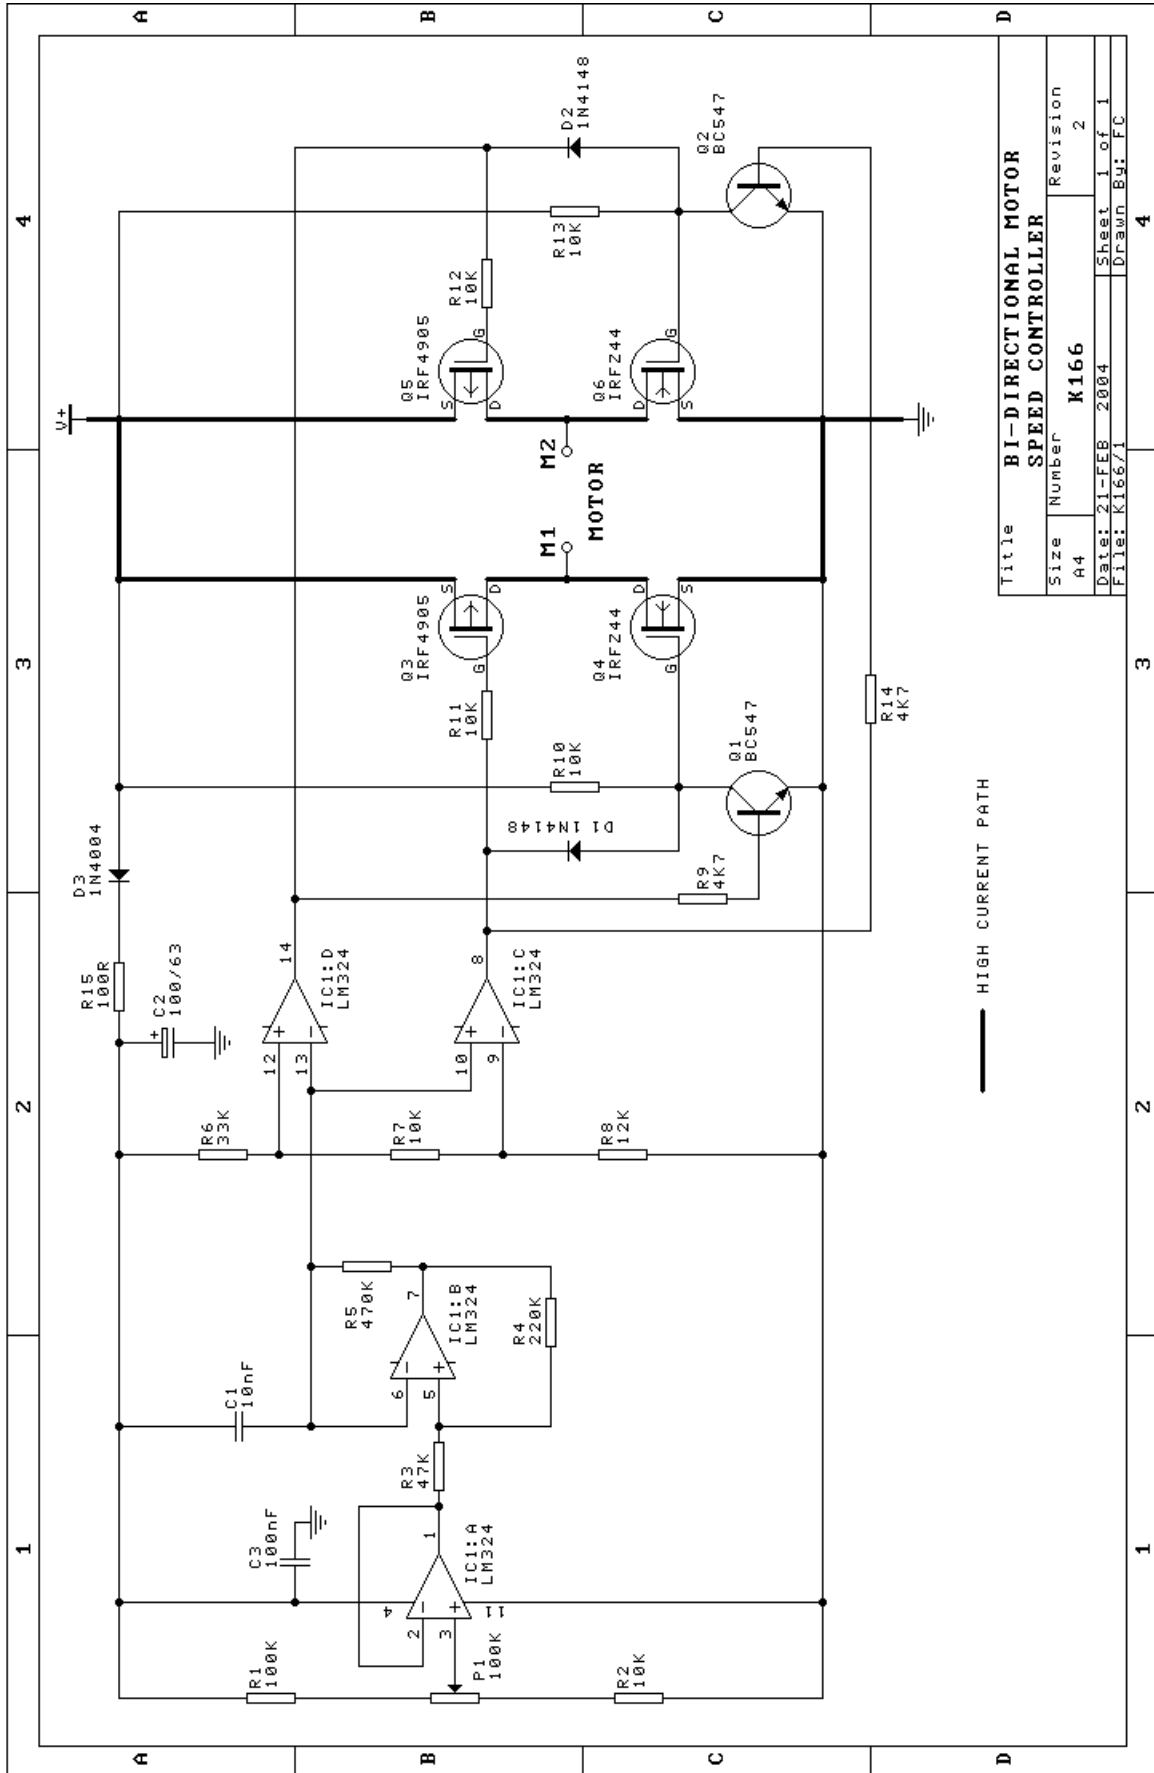 1
2
3
4
A
B
C
D
R1
100K
P1
100K
R2
10K
C3
100nF
4
2
3
1
11
IC1:A
LM324
R3
47K
C1
10nF
6
5
7
IC1:B
LM324
R5
470K
R4
220K
R6
33K
R7
10K
R8
12K
C2
100/63
+
R15
100R
D3
1N4004
12
13
14
IC1:D
LM324
10
9
8
IC1:C
LM324
R9
4K7
D1 1N4148
R10
10K
Q1
BC547
R11
10K
Q3
IRF4905
S
D
G
Q4
IRFZ44
D
S
G
R14
4K7
M1
M2
MOTOR
V+
Q5
IRF4905
S
D
G
Q6
IRFZ44
D
S
G
R12
10K
R13
10K
D2
1N4148
Q2
BC547
HIGH CURRENT PATH
Title
BI-DIRECTIONAL MOTOR
SPEED CONTROLLER
Size
A4
Number
K166
Revision
2
Date: 21-FEB 2004
Sheet 1 of 1
File: K166/1
Drawn By: FC
1
2
3
4
A
B
C
D